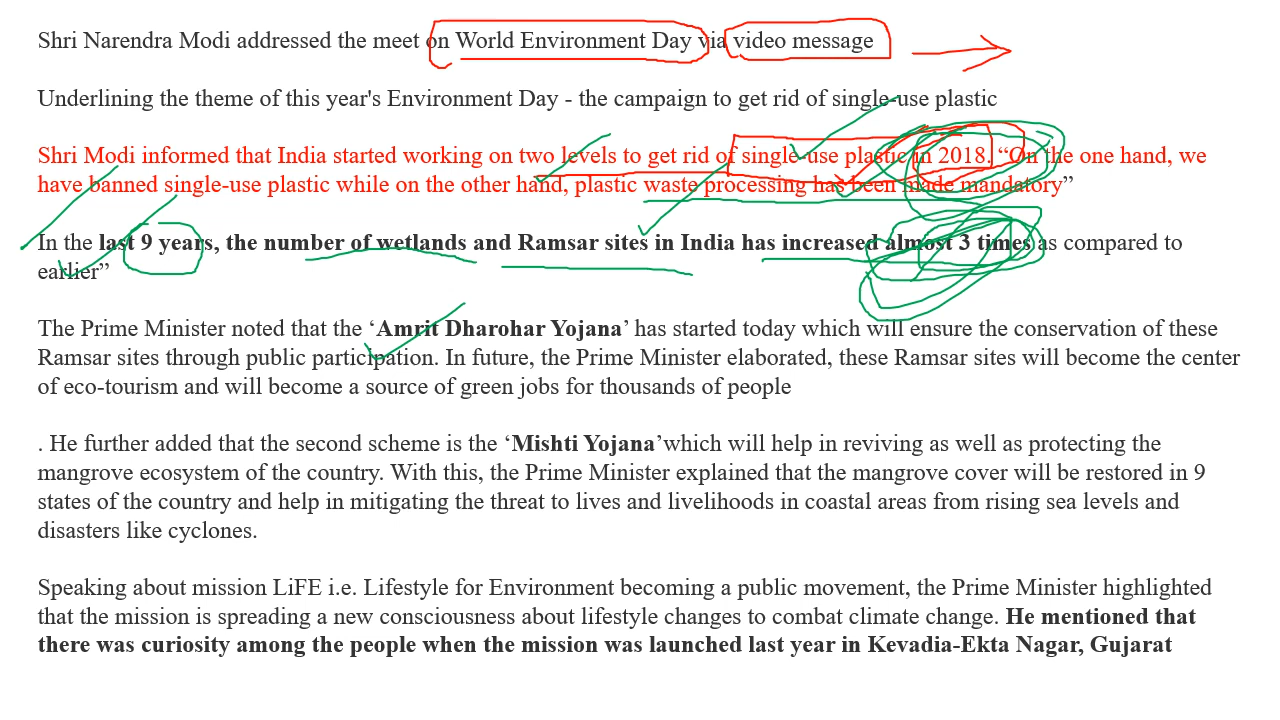 Shri Narendra Modi addressed the meet on World Environment Day via video message
Underlining the theme of this year's Environment Day - the campaign to get rid of single-use plastic
Shri Modi informed that India started working on two levels to get rid of single-use plastic in 2018. “On the one hand, we
have banned single-use plastic while on the other hand, plastic waste processing has been made mandatory”
In the last 9 years, the number of wetlands and Ramsar sites in India has increased almost 3 times as compared to
earlier”
The Prime Minister noted that the ‘Amrit Dharohar Yojana’ has started today which will ensure the conservation of these
Ramsar sites through public participation. In future, the Prime Minister elaborated, these Ramsar sites will become the center
of eco-tourism and will become a source of green jobs for thousands of people
. He further added that the second scheme is the ‘Mishti Yojana’which will help in reviving as well as protecting the
mangrove ecosystem of the country. With this, the Prime Minister explained that the mangrove cover will be restored in 9
states of the country and help in mitigating the threat to lives and livelihoods in coastal areas from rising sea levels and
disasters like cyclones.
Speaking about mission LiFE i.e. Lifestyle for Environment becoming a public movement, the Prime Minister highlighted
that the mission is spreading a new consciousness about lifestyle changes to combat climate change. He mentioned that
there was curiosity among the people when the mission was launched last year in Kevadia-Ekta Nagar, Gujarat